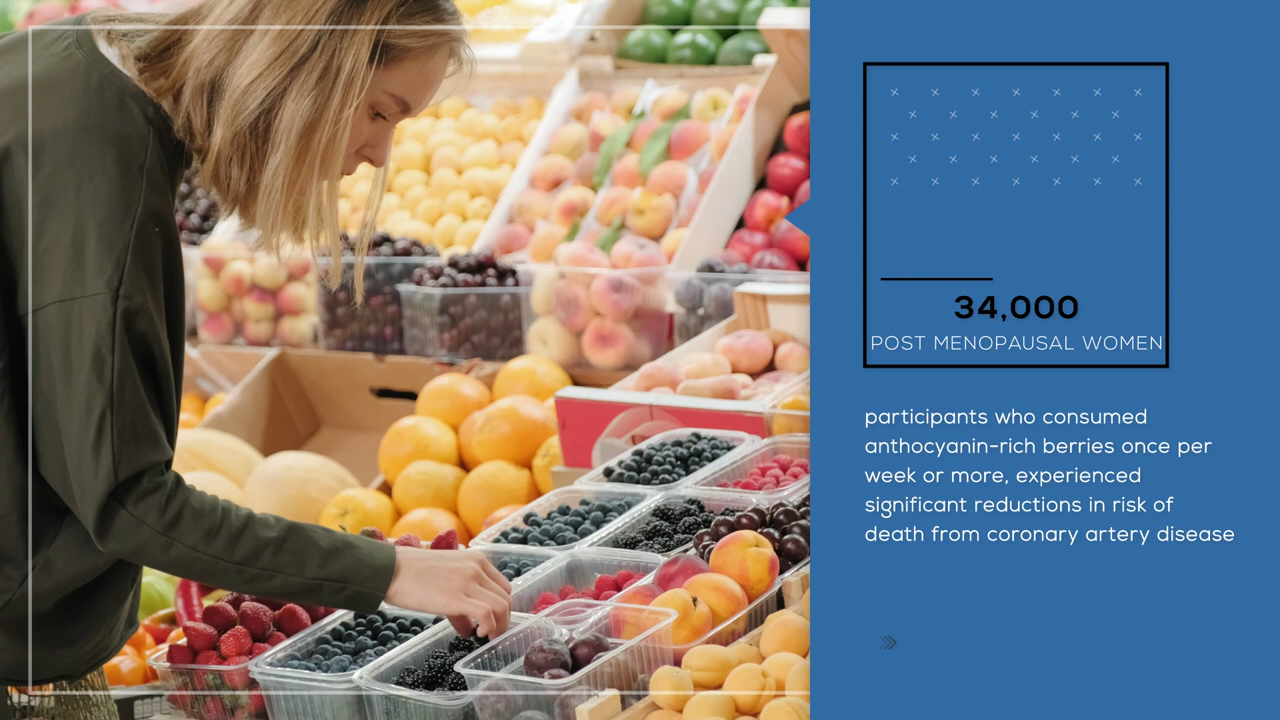 34,000
POST MENOPAUSAL WOMEN
participants who consumed
anthocyanin-rich berries once per
week or more, experienced
significant reductions in risk of
death from coronary artery disease